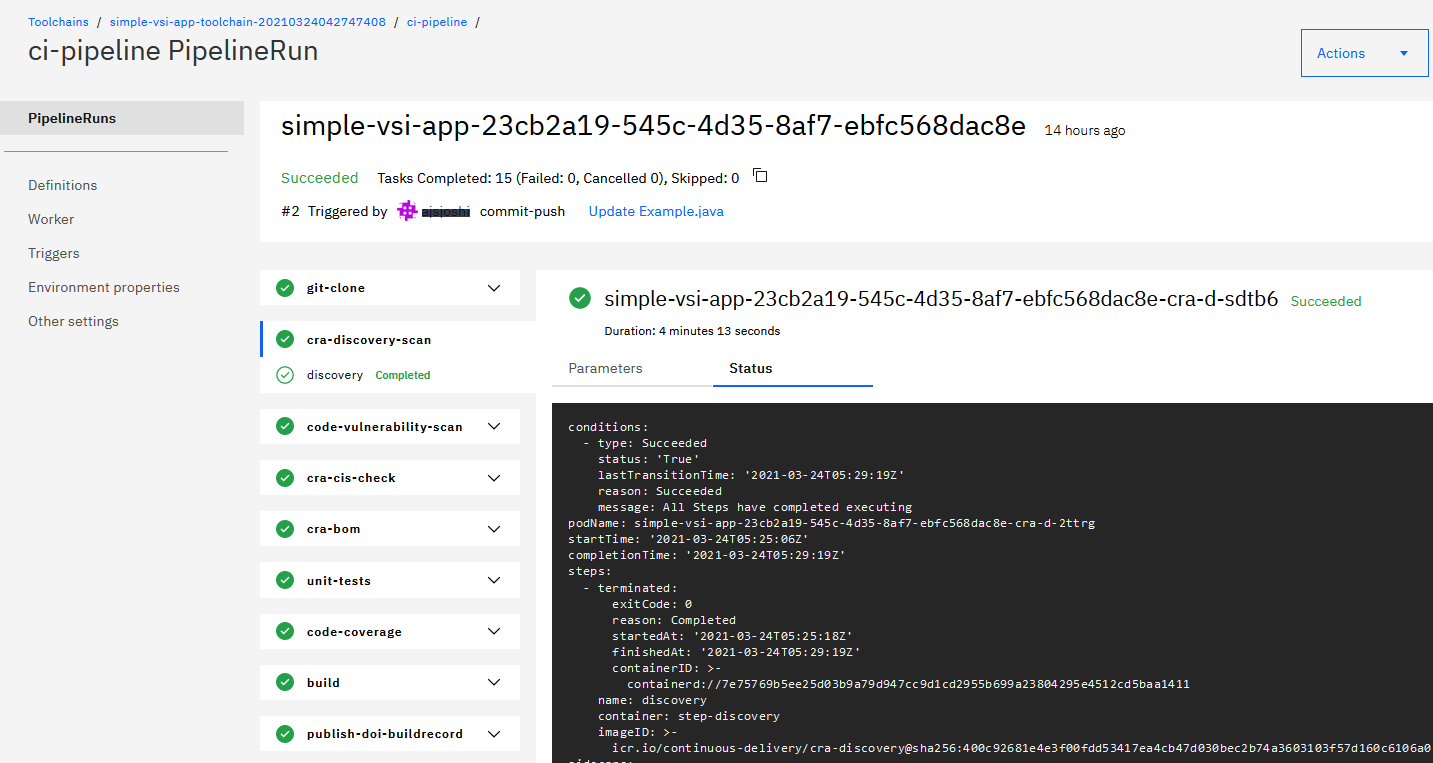 Toolchains / simple-vsi-app-toolchain-20210324042747408 / ci-pipeline /
ci-pipeline PipelineRun
Actions
PipelineRuns
Definitions
Worker
Triggers
Environment properties
Other settings
simple-vsi-app-23cb2a19-545c-4d35-8af7-ebfc568dac8e 14 hours ago
Succeeded Tasks Completed: 15 (Failed: 0, Cancelled 0), Skipped: 0
#2 Triggered by commit-push Update Example.java
git-clone
cra-discovery-scan
discovery Completed
code-vulnerability-scan
cra-cis-check
cra-bom
unit-tests
code-coverage
build
publish-doi-buildrecord
simple-vsi-app-23cb2a19-545c-4d35-8af7-ebfc568dac8e-cra-d-sdtb6 Succeeded
Duration: 4 minutes 13 seconds
Parameters Status
conditions:
- type: Succeeded
status: 'True'
lastTransitionTime: '2021-03-24T05:29:19Z'
reason: Succeeded
message: All Steps have completed executing
podName: simple-vsi-app-23cb2a19-545c-4d35-8af7-ebfc568dac8e-cra-d-2ttrg
startTime: '2021-03-24T05:25:06Z'
completionTime: '2021-03-24T05:29:19Z'
steps:
- terminated:
exitCode: 0
reason: Completed
startedAt: '2021-03-24T05:25:18Z'
finishedAt: '2021-03-24T05:29:19Z'
containerID: >-
containerd://7e75769b5ee25d03b9a79d947cc9d1cd2955b699a23804295e4512cd5baa1411
name: discovery
container: step-discovery
imageID: >-
icr.io/continuous-delivery/cra-discovery@sha256:400c92681e4e3f00fdd53417ea4cb47d030bec2b74a3603103f57d160c6106a0